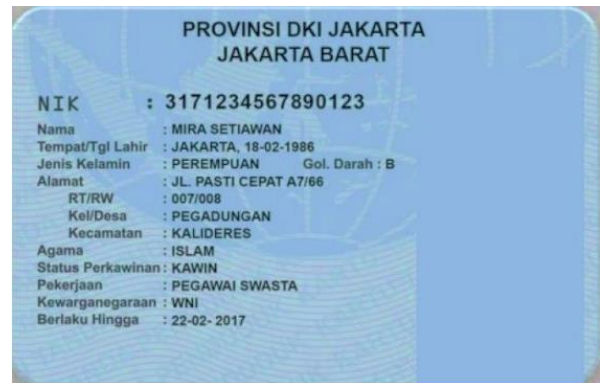 PROVINSI DKI JAKARTA
JAKARTA BARAT
NIK : 3171234567890123
Nama : MIRA SETIAWAN
Tempat/Tgl Lahir : JAKARTA, 18-02-1986
Jenis Kelamin : PEREMPUAN Gol. Darah : B
Alamat : JL. PASTI CEPAT A7/66
RT/RW : 007/008
Kel/Desa : PEGADUNGAN
Kecamatan : KALIDERES
Agama : ISLAM
Status Perkawinan : KAWIN
Pekerjaan : PEGAWAI SWASTA
Kewarganegaraan : WNI
Berlaku Hingga : 22-02- 2017